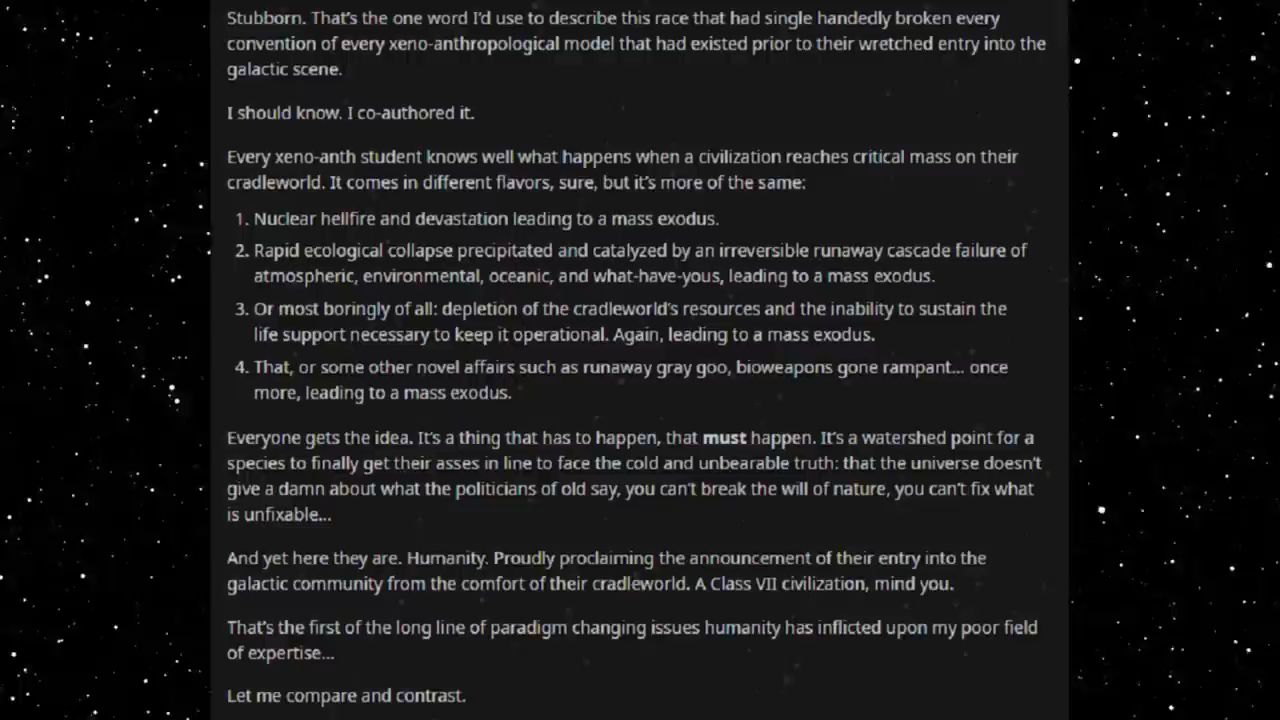 Stubborn. That’s the one word I’d use to describe this race that had single handedly broken every
convention of every xeno-anthropological model that had existed prior to their wretched entry into the
galactic scene.
I should know. I co-authored it.
Every xeno-anth student knows well what happens when a civilization reaches critical mass on their
cradleworld. It comes in different flavors, sure, but it’s more of the same:
1. Nuclear hellfire and devastation leading to a mass exodus.
2. Rapid ecological collapse precipitated and catalyzed by an irreversible runaway cascade failure of
atmospheric, environmental, oceanic, and what-have-yous, leading to a mass exodus.
3. Or most boringly of all: depletion of the cradleworld’s resources and the inability to sustain the
life support necessary to keep it operational. Again, leading to a mass exodus.
4. That, or some other novel affairs such as runaway gray goo, bioweapons gone rampant… once
more, leading to a mass exodus.
Everyone gets the idea. It’s a thing that has to happen, that must happen. It’s a watershed point for a
species to finally get their asses in line to face the cold and unbearable truth: that the universe doesn’t
give a damn about what the politicians of old say, you can’t break the will of nature, you can’t fix what
is unfixable…
And yet here they are. Humanity. Proudly proclaiming the announcement of their entry into the
galactic community from the comfort of their cradleworld. A Class VII civilization, mind you.
That’s the first of the long line of paradigm changing issues humanity has inflicted upon my poor field
of expertise…
Let me compare and contrast.